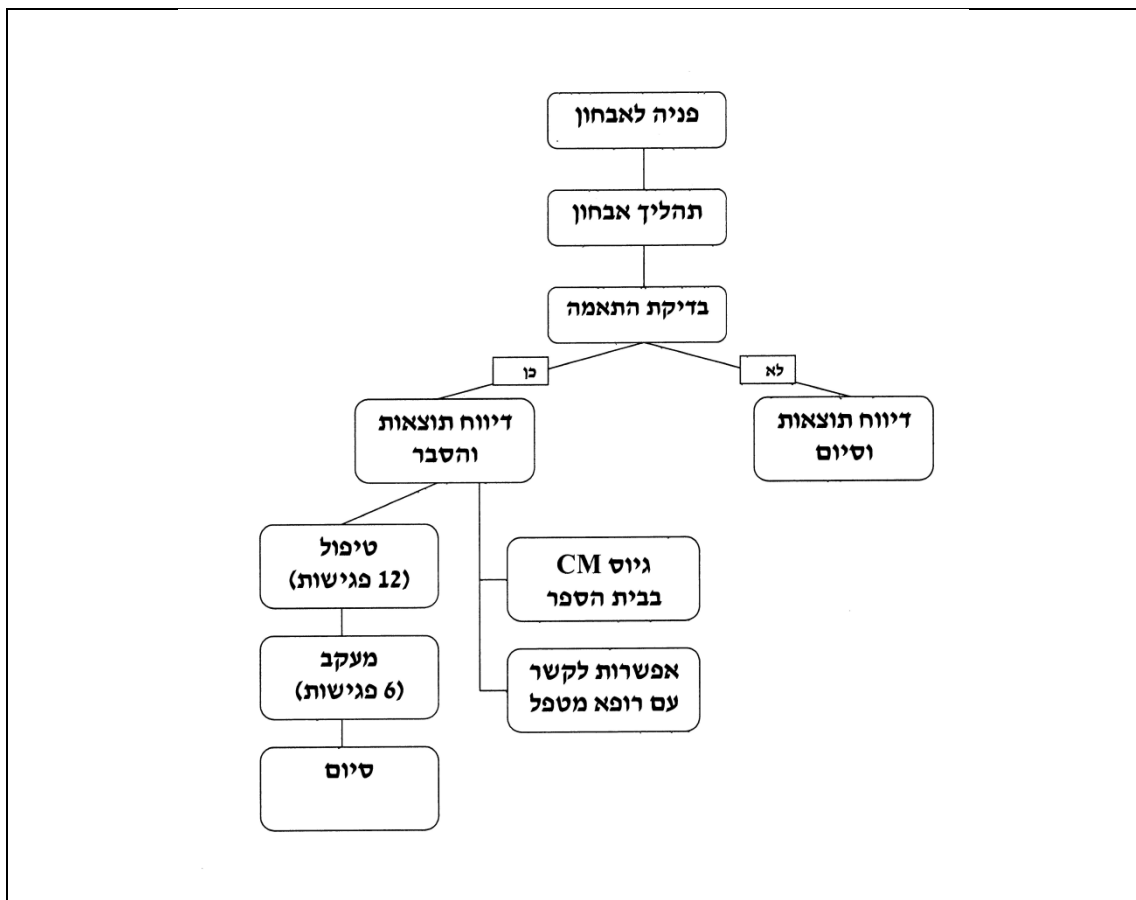 פניה לאבחון
תהליך אבחון
בדיקת התאמה
לא
כן
דיווח תוצאות
וסיום
דיווח תוצאות
והסבר
טיפול
(12 פגישות)
גיוס CM
בבית הספר
מעקב
(6 פגישות)
אפשרות לקשר
עם רופא מטפל
סיום